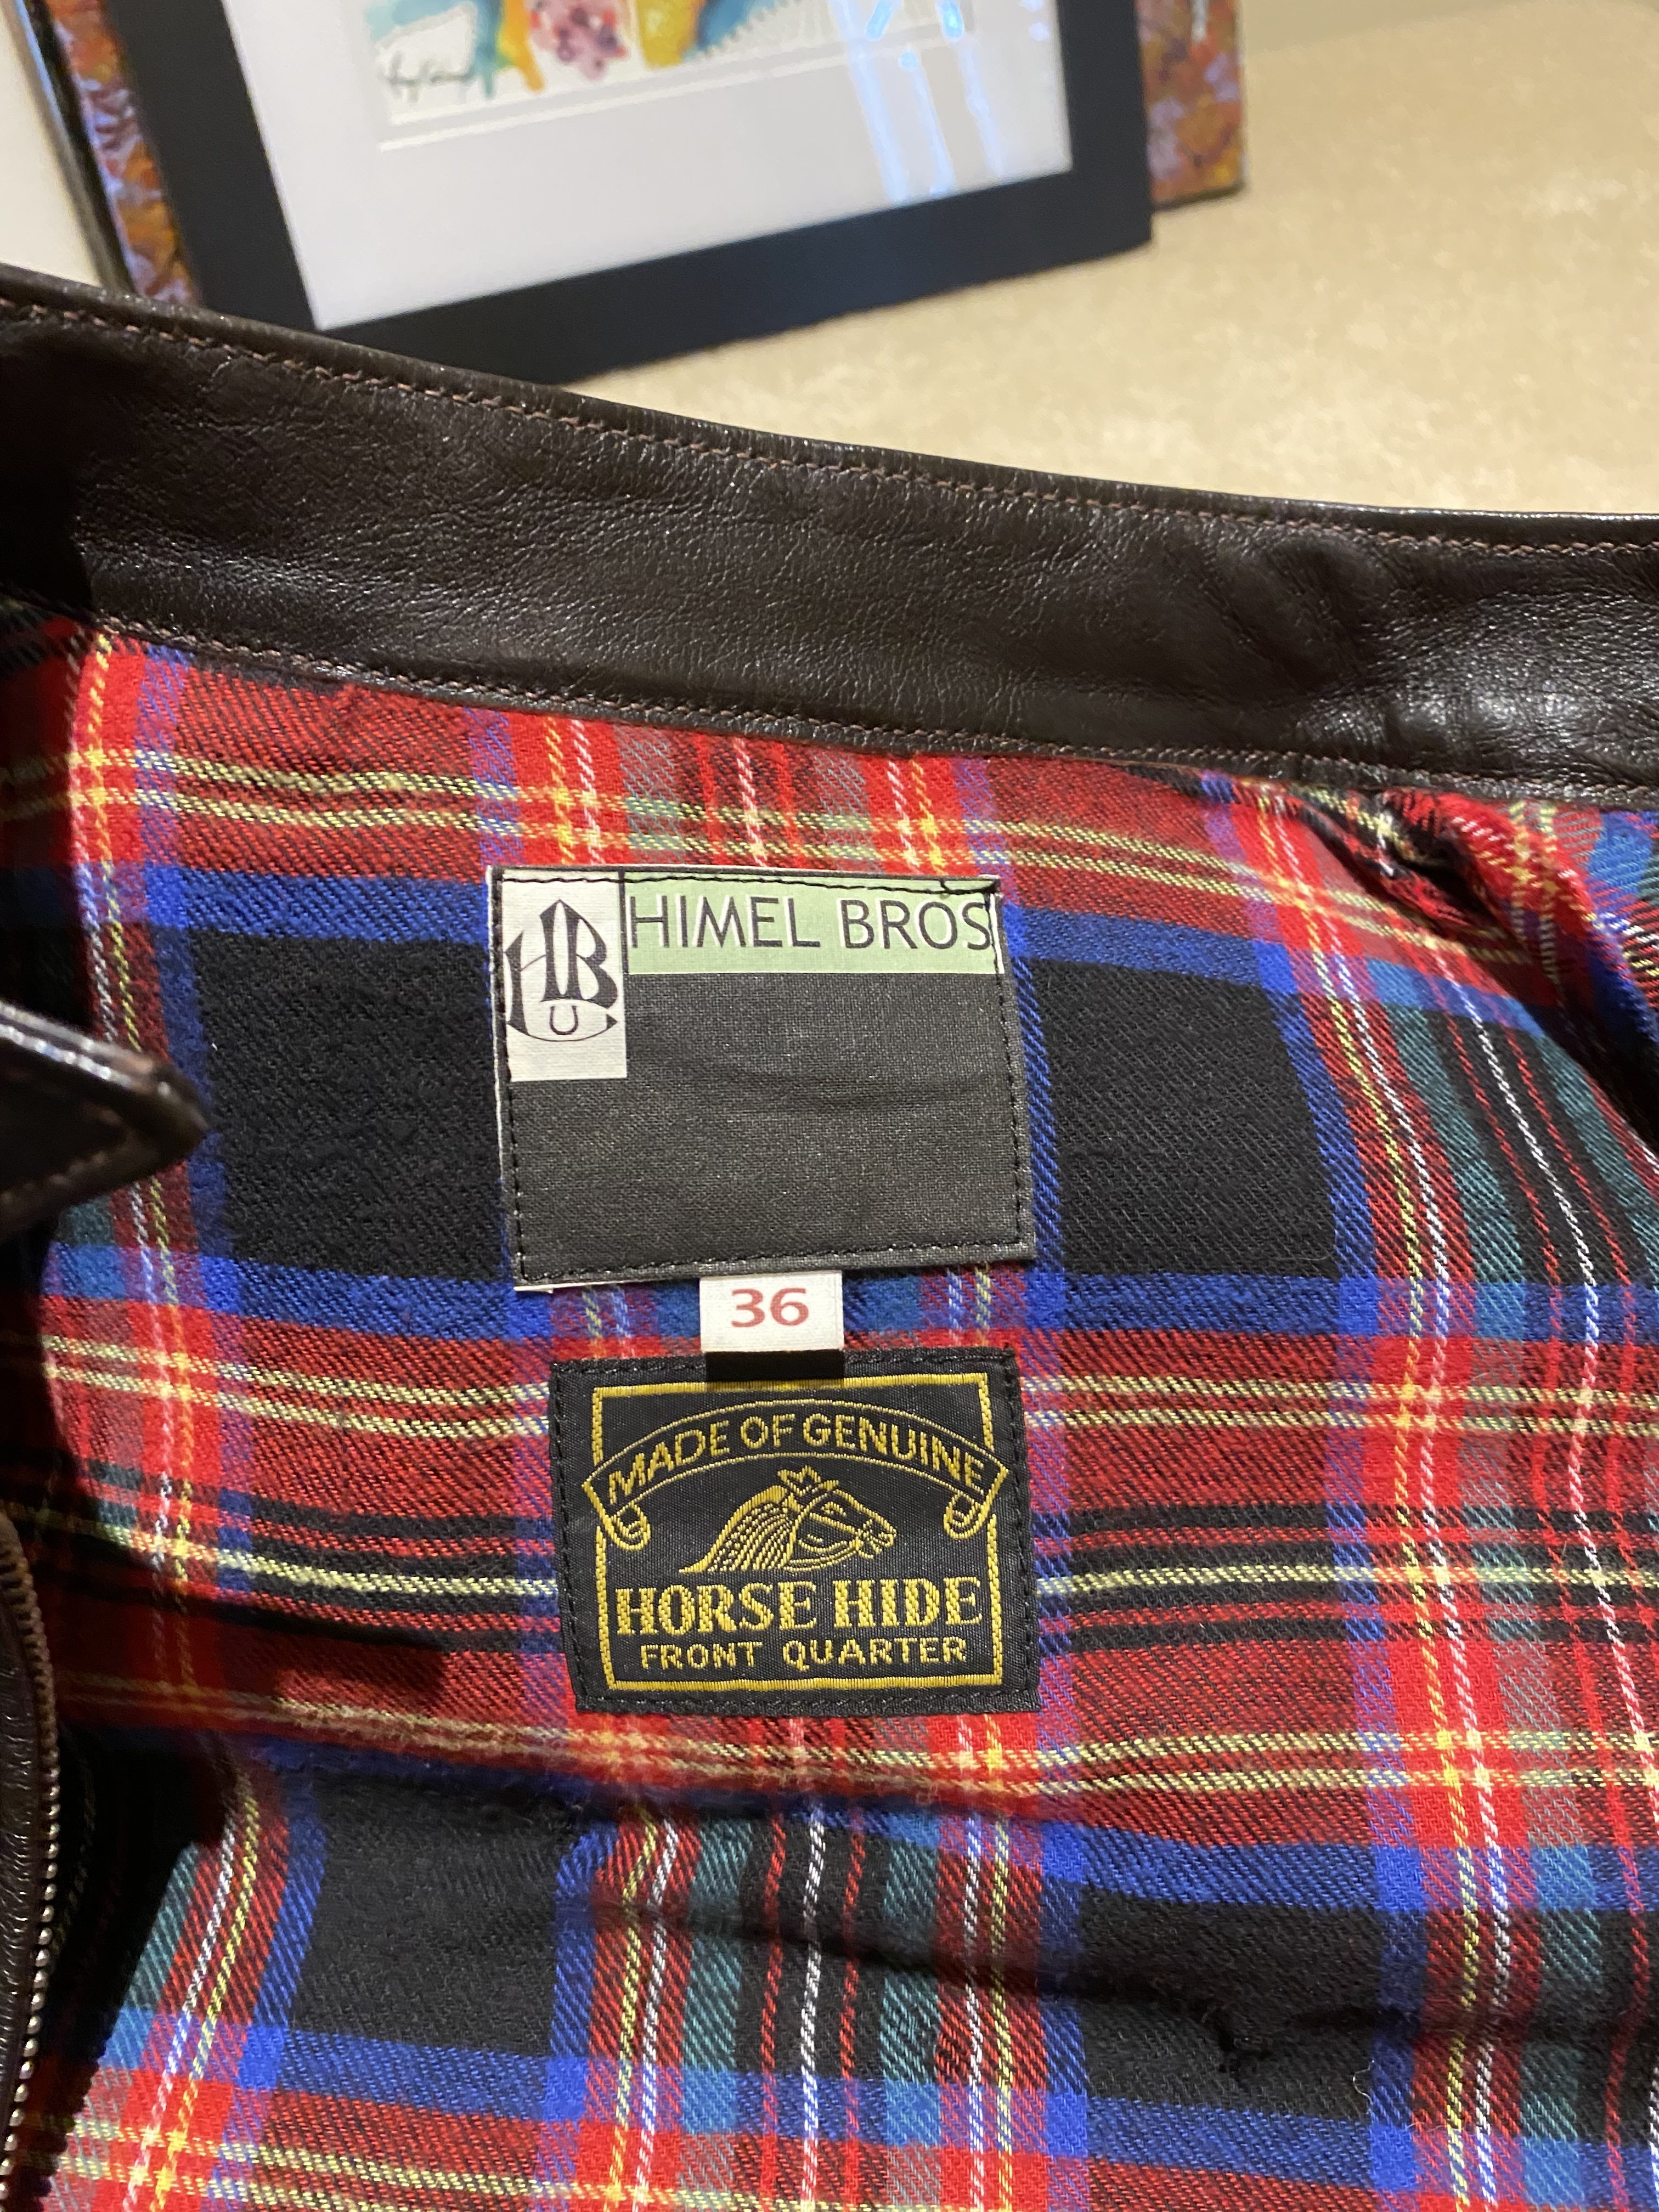 HIMEL BROS
HB
U
36
MADE OF GENUINE
HORSE HIDE
FRONT QUARTER